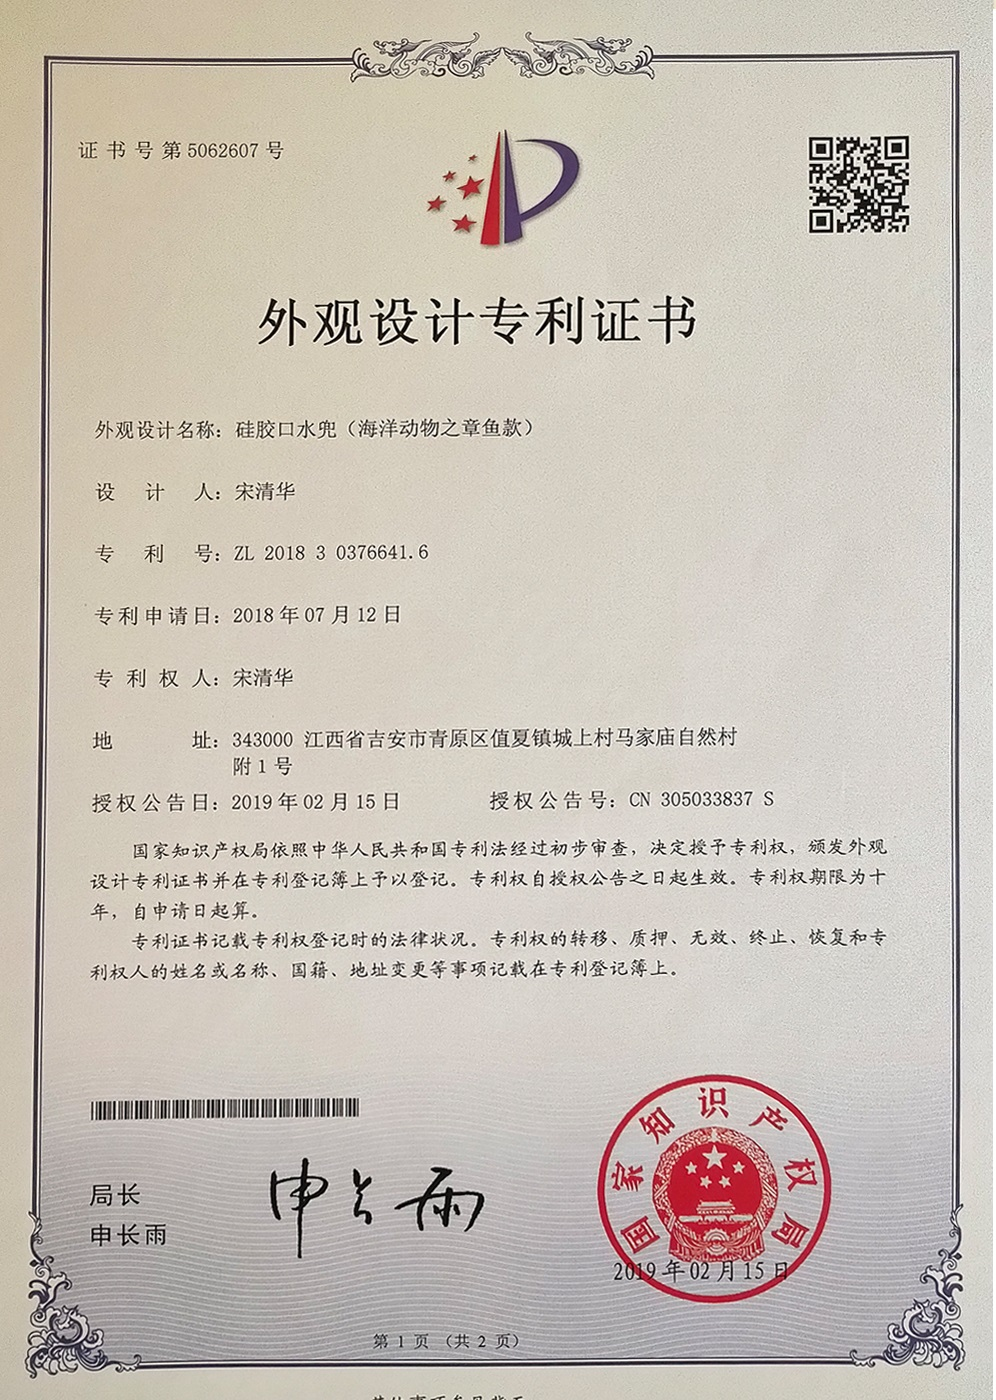 证书号第5062607号
外观设计专利证书
外观设计名称：硅胶口水兜（海洋动物之章鱼款）
设计人：宋清华
专利号：ZL 2018 3 0376641.6
专利申请日：2018年07月12日
专利权人：宋清华
地址：343000 江西省吉安市青原区值夏镇城上村马家庙自然村
附1号
授权公告日：2019年02月15日 授权公告号：CN 305033837 S
国家知识产权局依照中华人民共和国专利法经过初步审查，决定授予专利权，颁发外观
设计专利证书并在专利登记簿上予以登记。专利权自授权公告之日起生效。专利权期限为十
年，自申请日起算。
专利证书记载专利权登记时的法律状况。专利权的转移、质押、无效、终止、恢复和专
利权人的姓名或名称、国籍、地址变更等事项记载在专利登记簿上。
局长
申长雨
申长雨
国家知识产权局
2019年02月15日
第1页（共2页）